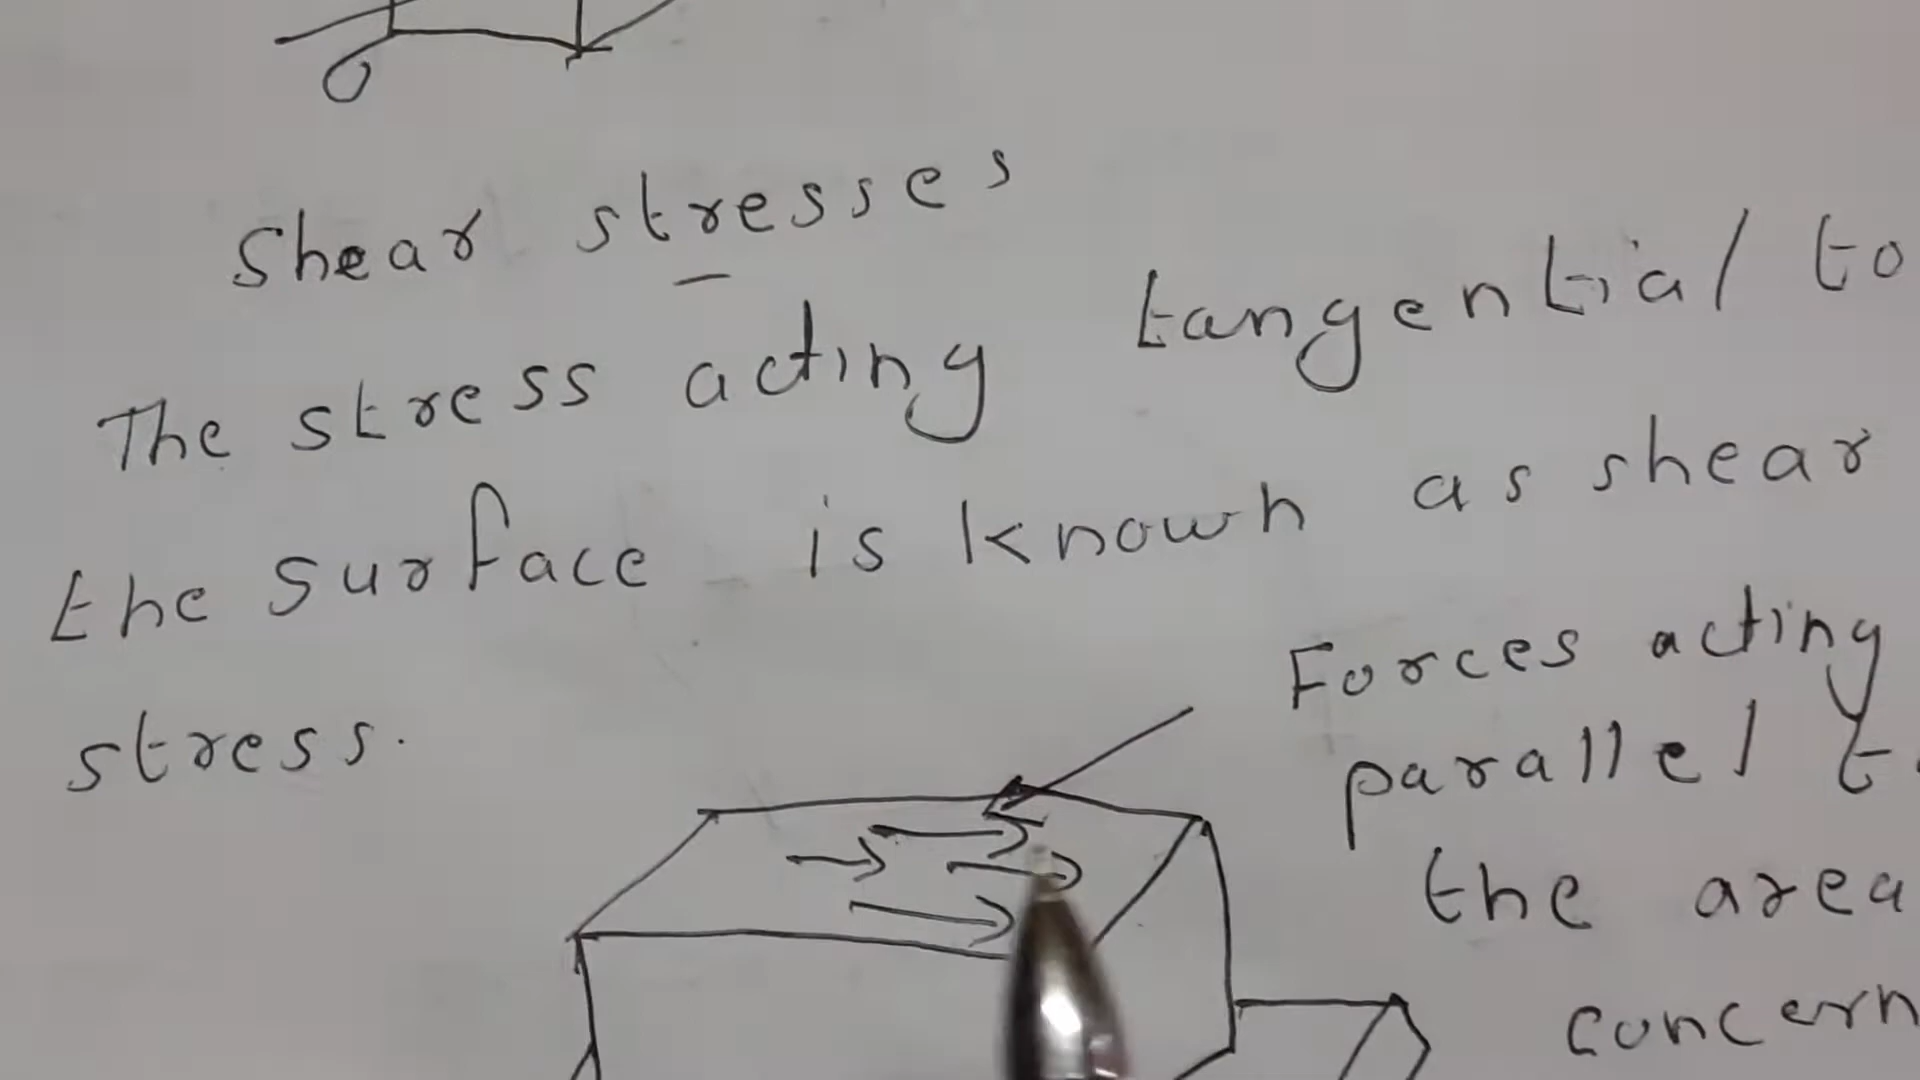 Shear stresses
The stress acting tangential to
the surface is known as shear
stress.
Forces acting
parallel
the area